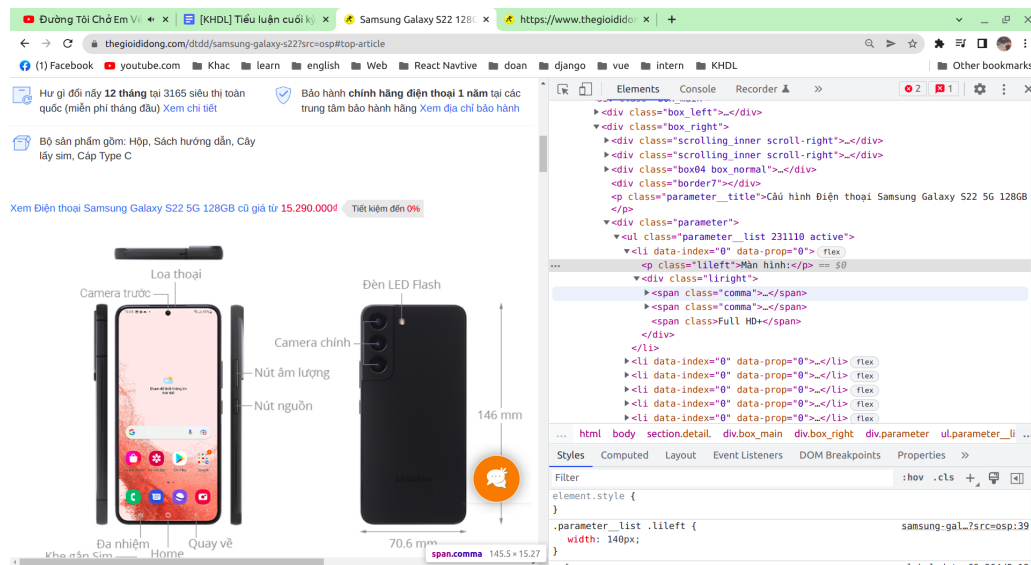 Đường Tôi Chở Em Về
[KHDL] Tiểu luận cuối kỳ
Samsung Galaxy S22 128G
https://www.thegioididon
thegioididong.com/dtdd/samsung-galaxy-s22?src=osp#top-article
(1) Facebook youtube.com Khac learn english Web React Navtive doan django vue intern KHDL Other bookmarks
Hư gì đổi nấy 12 tháng tại 3165 siêu thị toàn
quốc (miễn phí tháng đầu) Xem chi tiết
Bảo hành chính hãng điện thoại 1 năm tại các
trung tâm bảo hành hãng Xem địa chỉ bảo hành
Bộ sản phẩm gồm: Hộp, Sách hướng dẫn, Cây
lấy sim, Cáp Type C
Xem Điện thoại Samsung Galaxy S22 5G 128GB cũ giá từ 15.290.000₫ Tiết kiệm đến 0%
Loa thoại
Camera trước
Đèn LED Flash
Camera chính
Nút âm lượng
Nút nguồn
146 mm
Đa nhiệm
Quay về
Khe gắn Sim
Home
70.6 mm
span.comma 145.5 × 15.27
Elements Console Recorder » 2 1
<div class="box_left">…</div>
<div class="box_right">
<div class="scrolling_inner scroll-right">…</div>
<div class="scrolling_inner scroll-right">…</div>
<div class="box04 box_normal">…</div>
<div class="border7"></div>
<p class="parameter__title">Cấu hình Điện thoại Samsung Galaxy S22 5G 128GB
</p>
<div class="parameter">
<ul class="parameter__list 231110 active">
<li data-index="0" data-prop="0"> flex
… <p class="lileft">Màn hình:</p> == $0
<div class="liright">
<span class="comma">…</span>
<span class="comma">…</span>
<span class>Full HD+</span>
</div>
</li>
<li data-index="0" data-prop="0">…</li> flex
<li data-index="0" data-prop="0">…</li> flex
<li data-index="0" data-prop="0">…</li> flex
<li data-index="0" data-prop="0">…</li> flex
<li data-index="0" data-prop="0">…</li> flex
… html body section.detail. div.box_main div.box_right div.parameter ul.parameter__li …
Styles Computed Layout Event Listeners DOM Breakpoints Properties »
Filter :hov .cls +
element.style {
}
.parameter__list .lileft { samsung-gal…?src=osp:39
width: 140px;
}